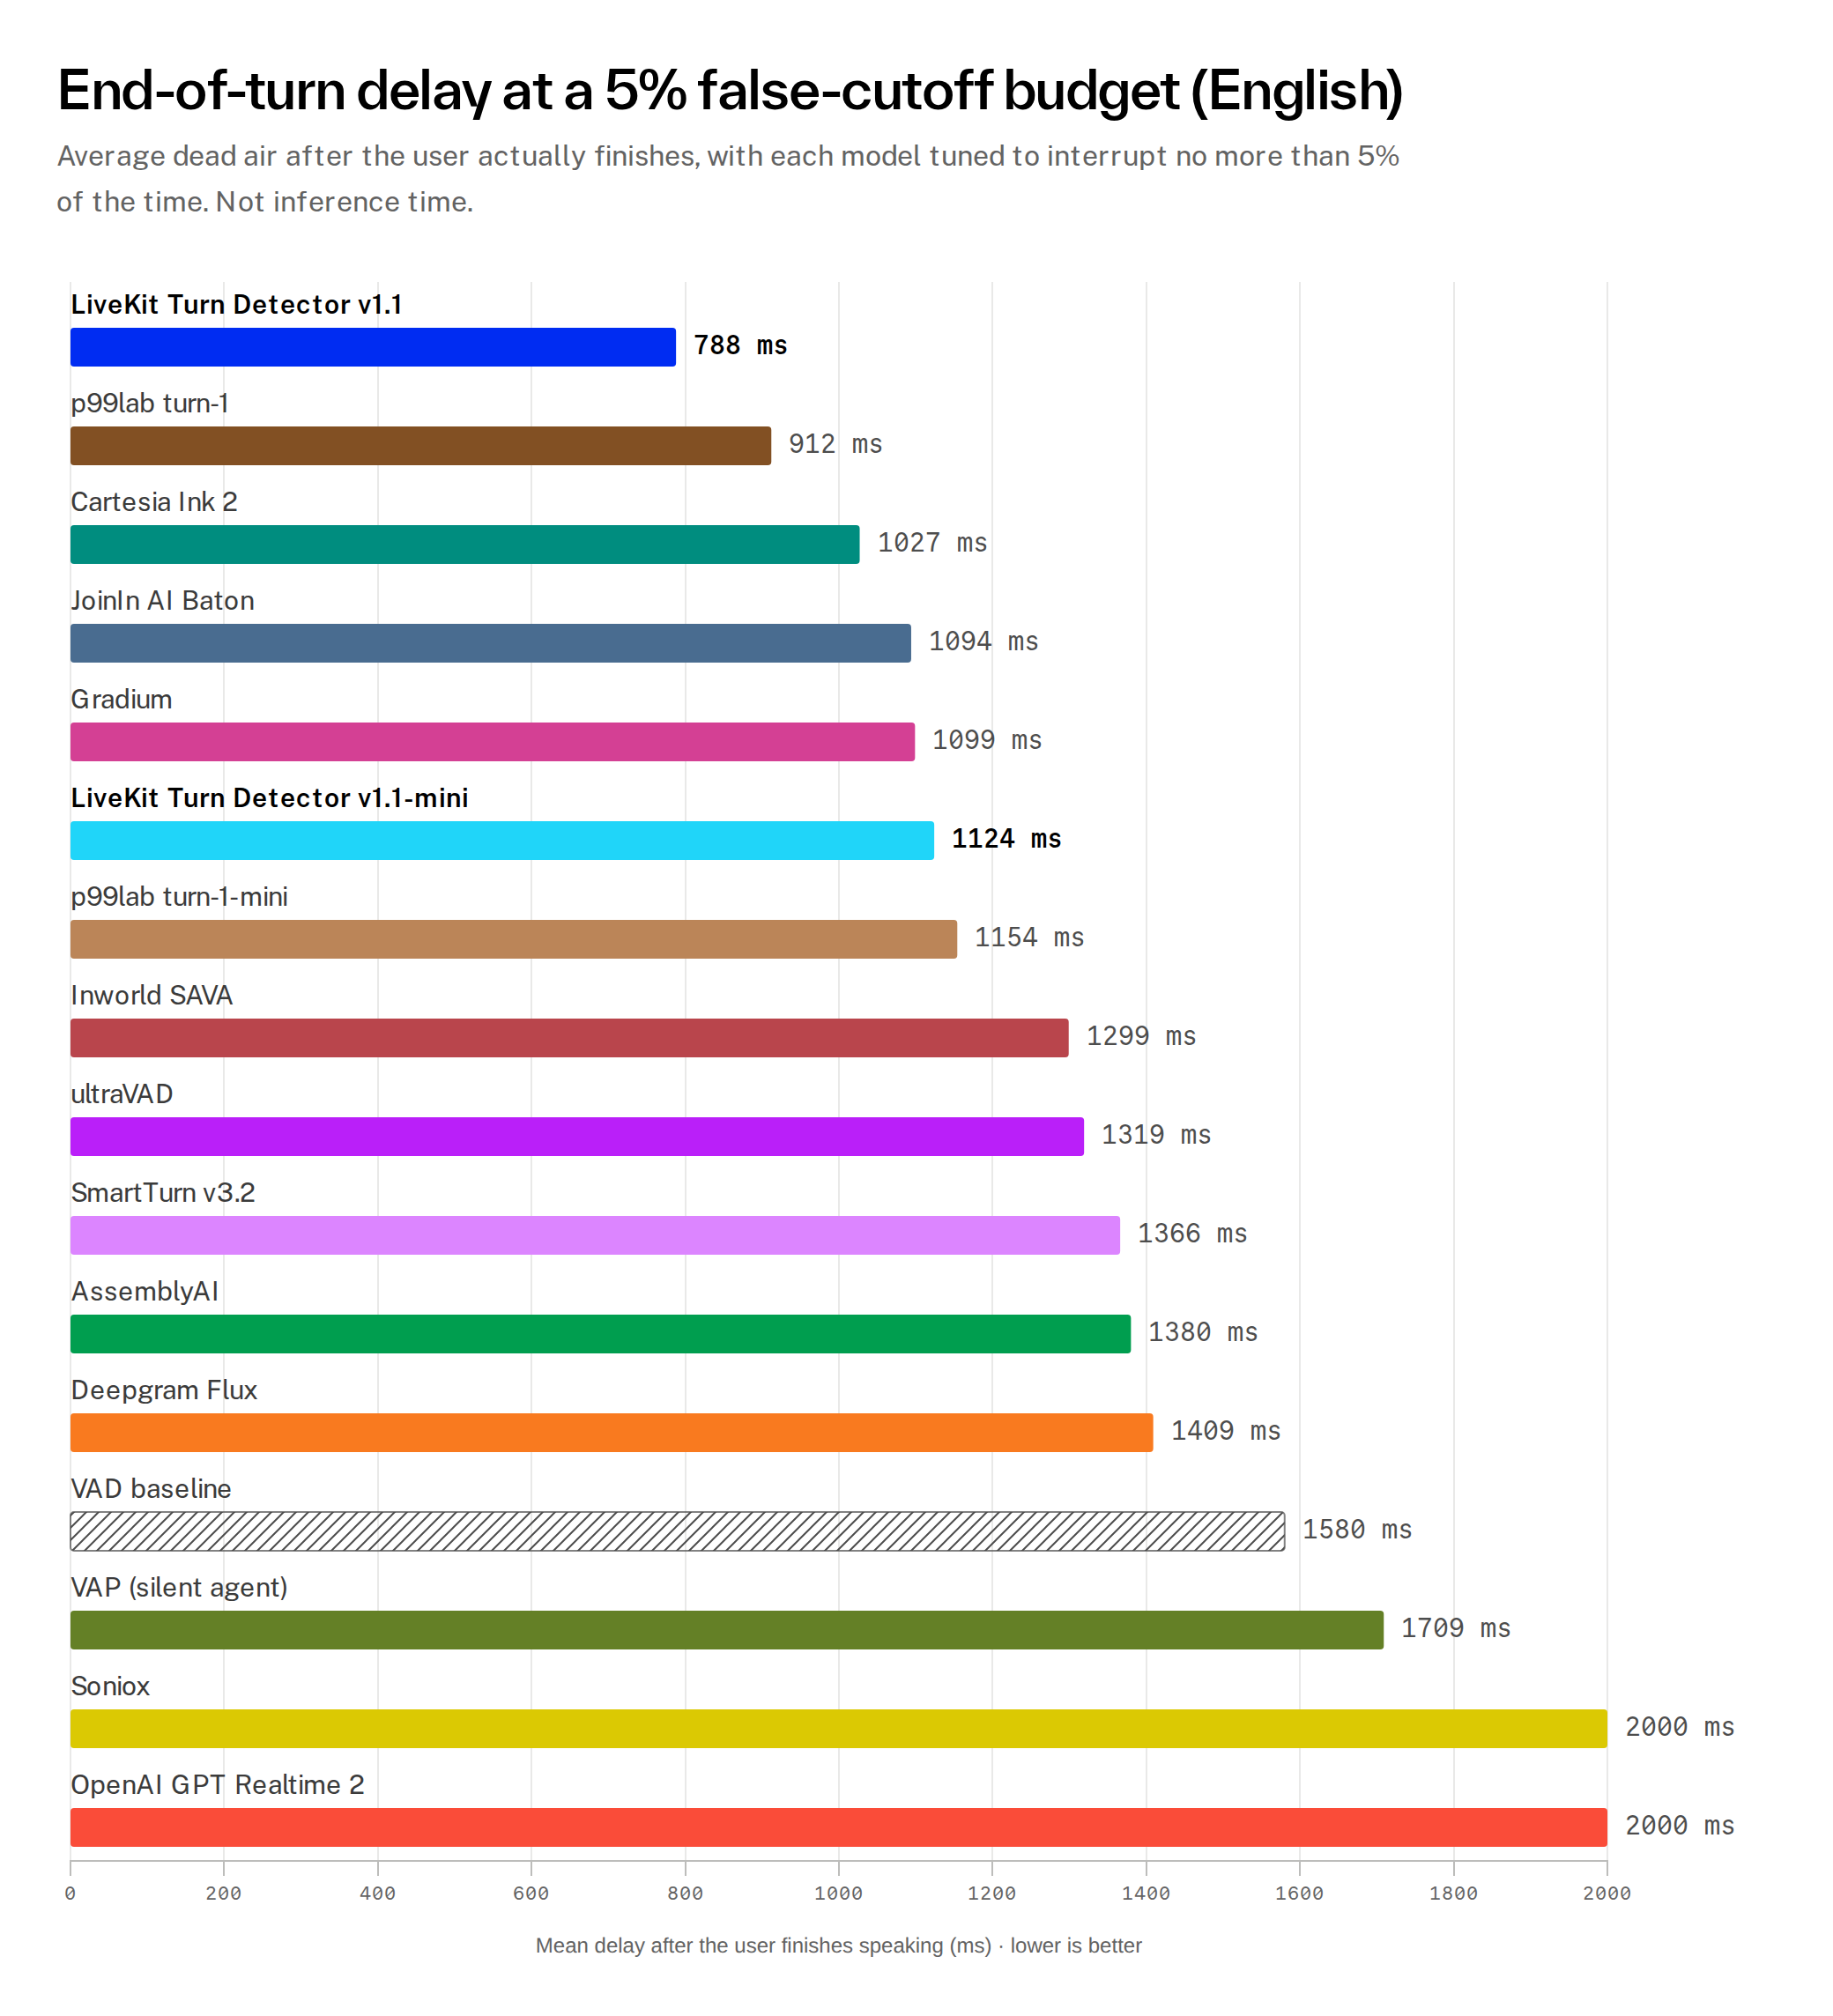 End-of-turn delay at a 5% false-cutoff budget (English)
Average dead air after the user actually finishes, with each model tuned to interrupt no more than 5%
of the time. Not inference time.
LiveKit Turn Detector v1.1
788 ms
p99lab turn-1
912 ms
Cartesia Ink 2
1027 ms
JoinIn AI Baton
1094 ms
Gradium
1099 ms
LiveKit Turn Detector v1.1-mini
1124 ms
p99lab turn-1-mini
1154 ms
Inworld SAVA
1299 ms
ultraVAD
1319 ms
SmartTurn v3.2
1366 ms
AssemblyAI
1380 ms
Deepgram Flux
1409 ms
VAD baseline
1580 ms
VAP (silent agent)
1709 ms
Soniox
2000 ms
OpenAI GPT Realtime 2
2000 ms
0 200 400 600 800 1000 1200 1400 1600 1800 2000
Mean delay after the user finishes speaking (ms) · lower is better